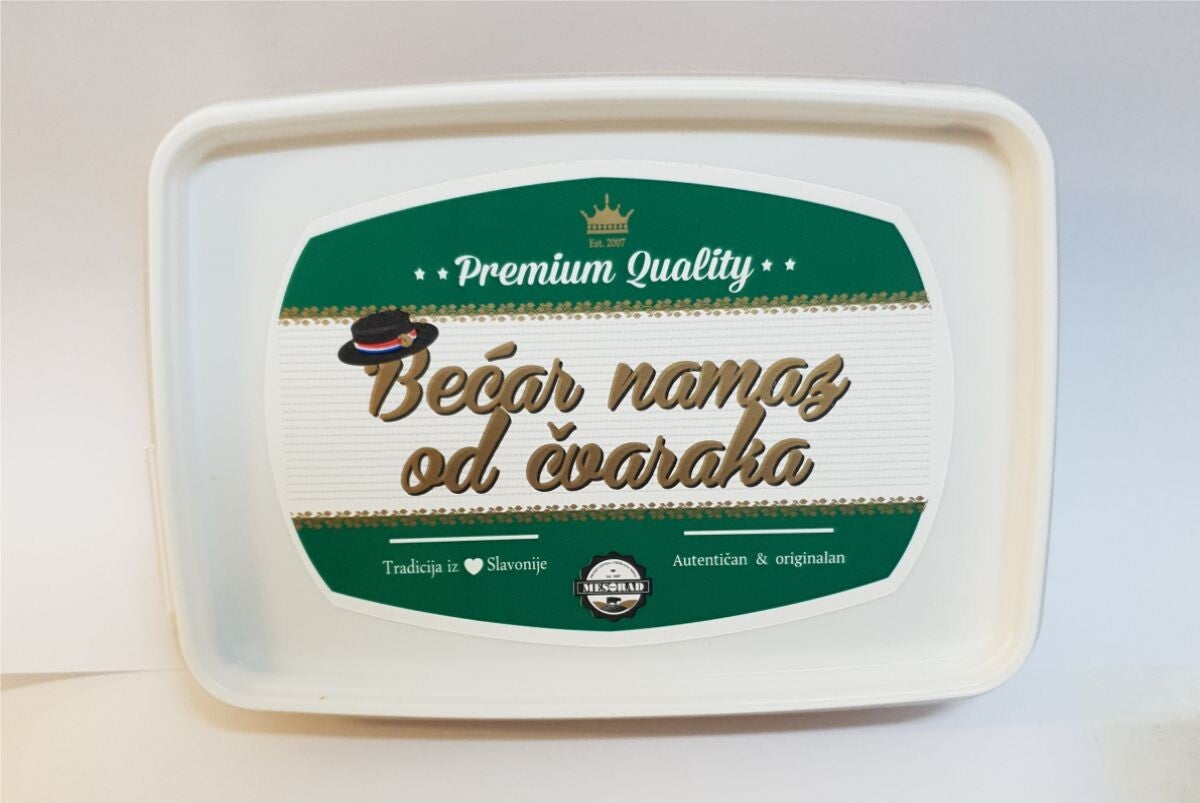 Est. 2007
Premium Quality
Bećar namaz
od čvaraka
Tradicija iz Slavonije
Autentičan & originalan
MESORAD